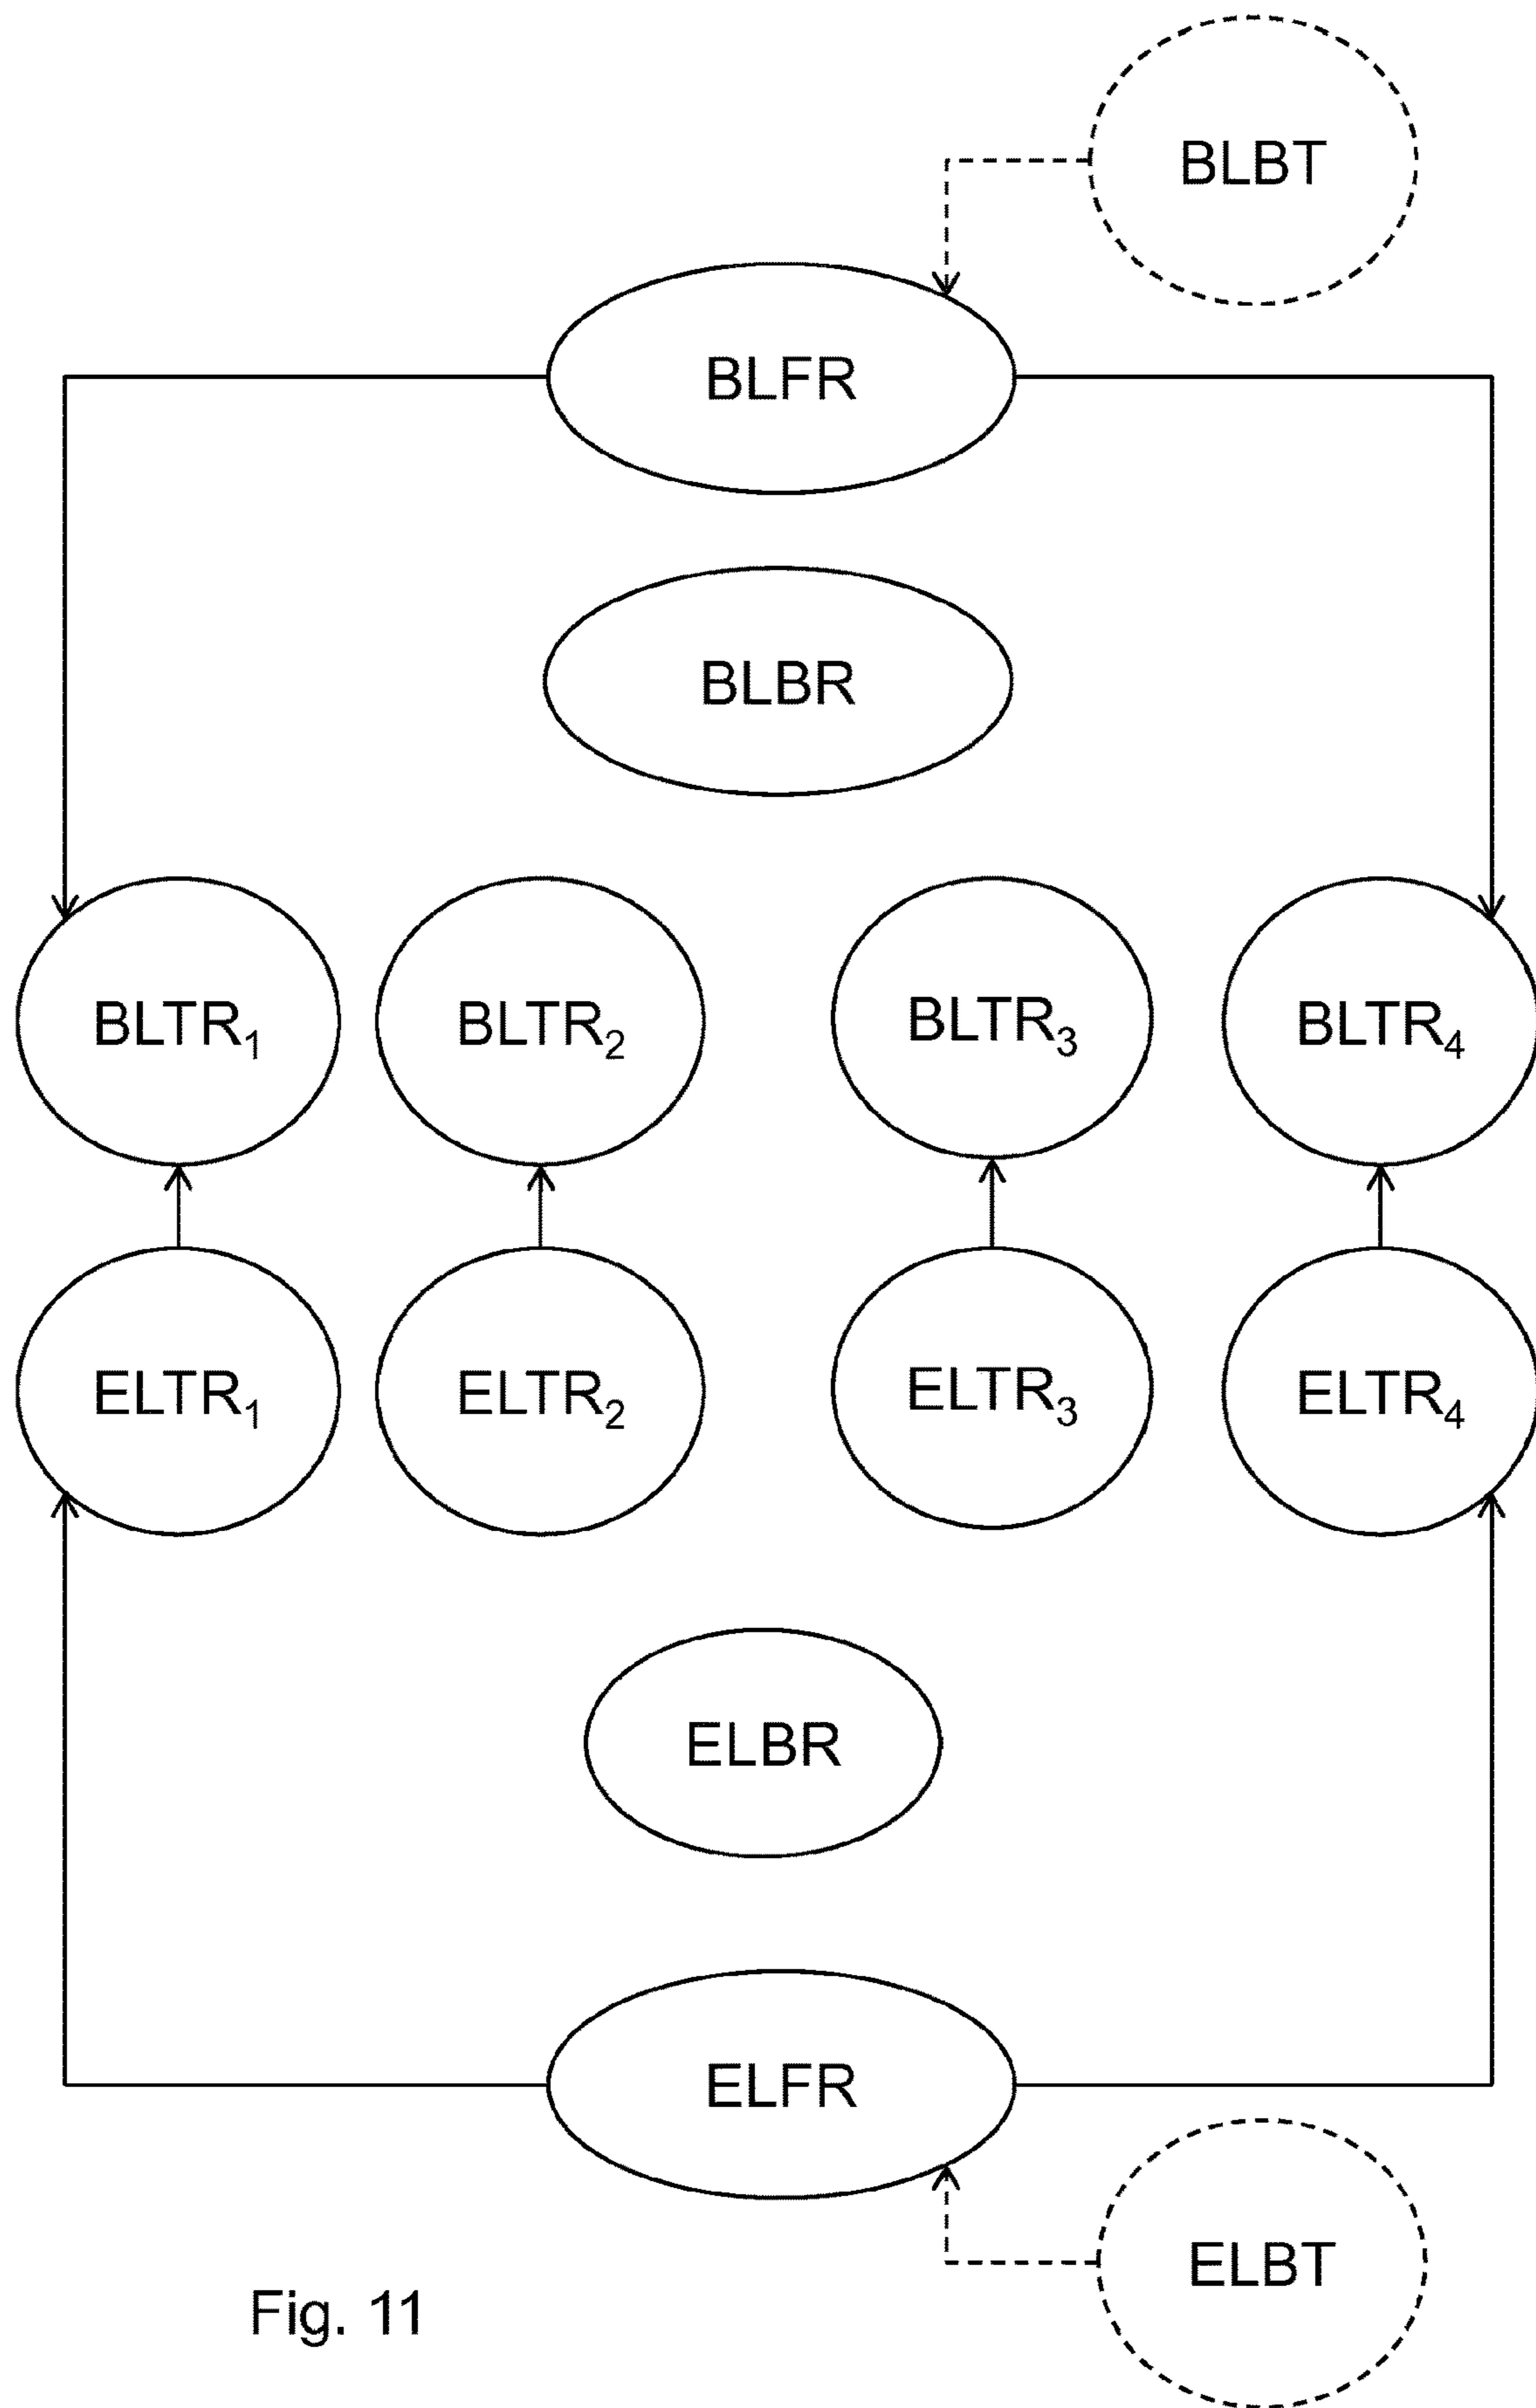 BLBT
BLFR
BLBR
BLTR₁ BLTR₂ BLTR₃ BLTR₄
ELTR₁ ELTR₂ ELTR₃ ELTR₄
ELBR
ELFR
ELBT
Fig. 11